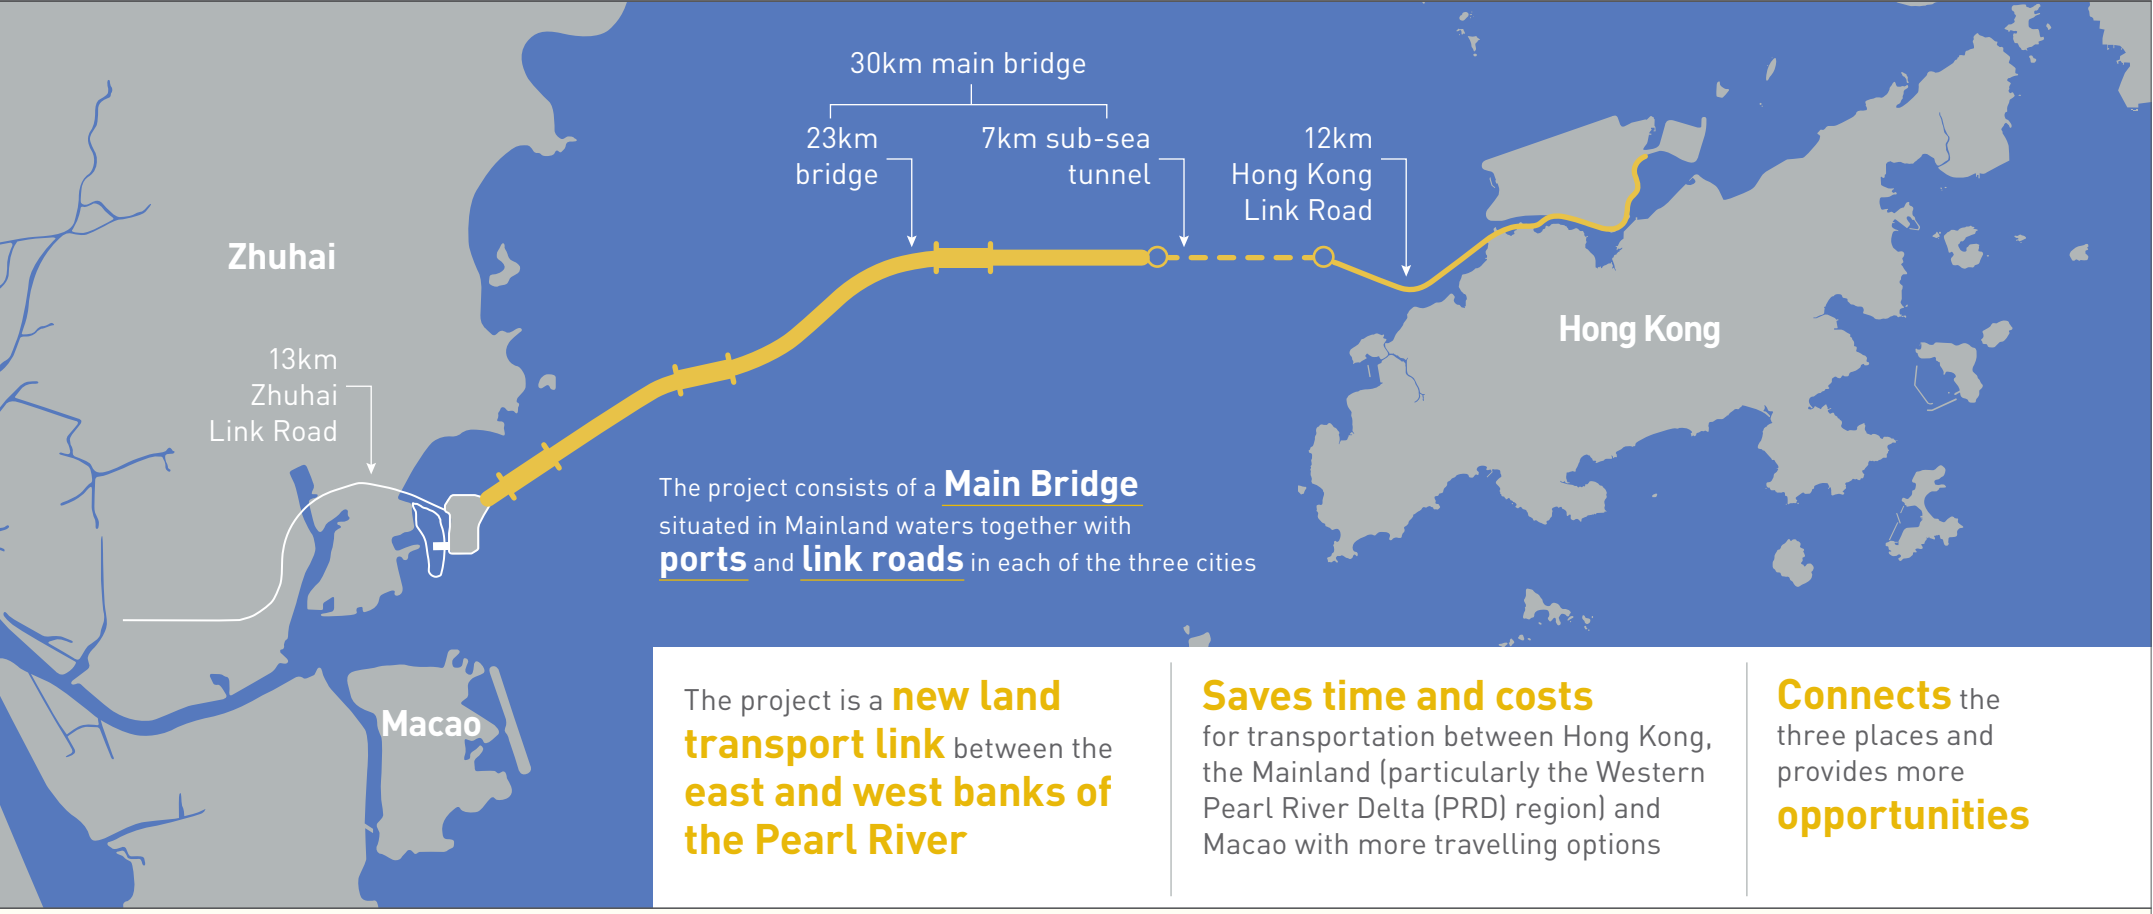 30km main bridge
23km
bridge
7km sub-sea
tunnel
12km
Hong Kong
Link Road
Zhuhai
Hong Kong
13km
Zhuhai
Link Road
The project consists of a Main Bridge
situated in Mainland waters together with
ports and link roads in each of the three cities
Macao
The project is a new land
transport link between the
east and west banks of
the Pearl River
Saves time and costs
for transportation between Hong Kong,
the Mainland (particularly the Western
Pearl River Delta (PRD) region) and
Macao with more travelling options
Connects the
three places and
provides more
opportunities